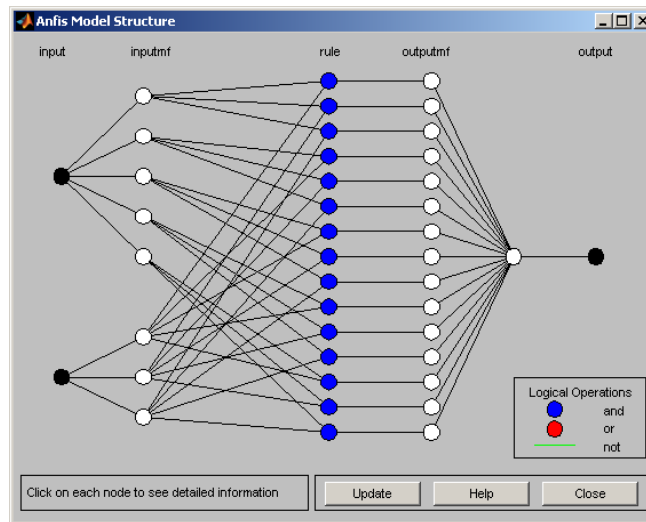 Anfis Model Structure
input inputmf rule outputmf output
Logical Operations
and
or
not
Click on each node to see detailed information
Update Help Close